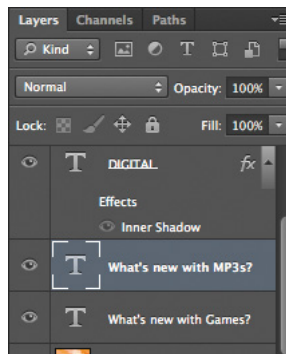 Layers Channels Paths
Kind T
Normal Opacity: 100%
Lock: Fill: 100%
T DIGITAL fx
Effects
Inner Shadow
T What's new with MP3s?
T What's new with Games?